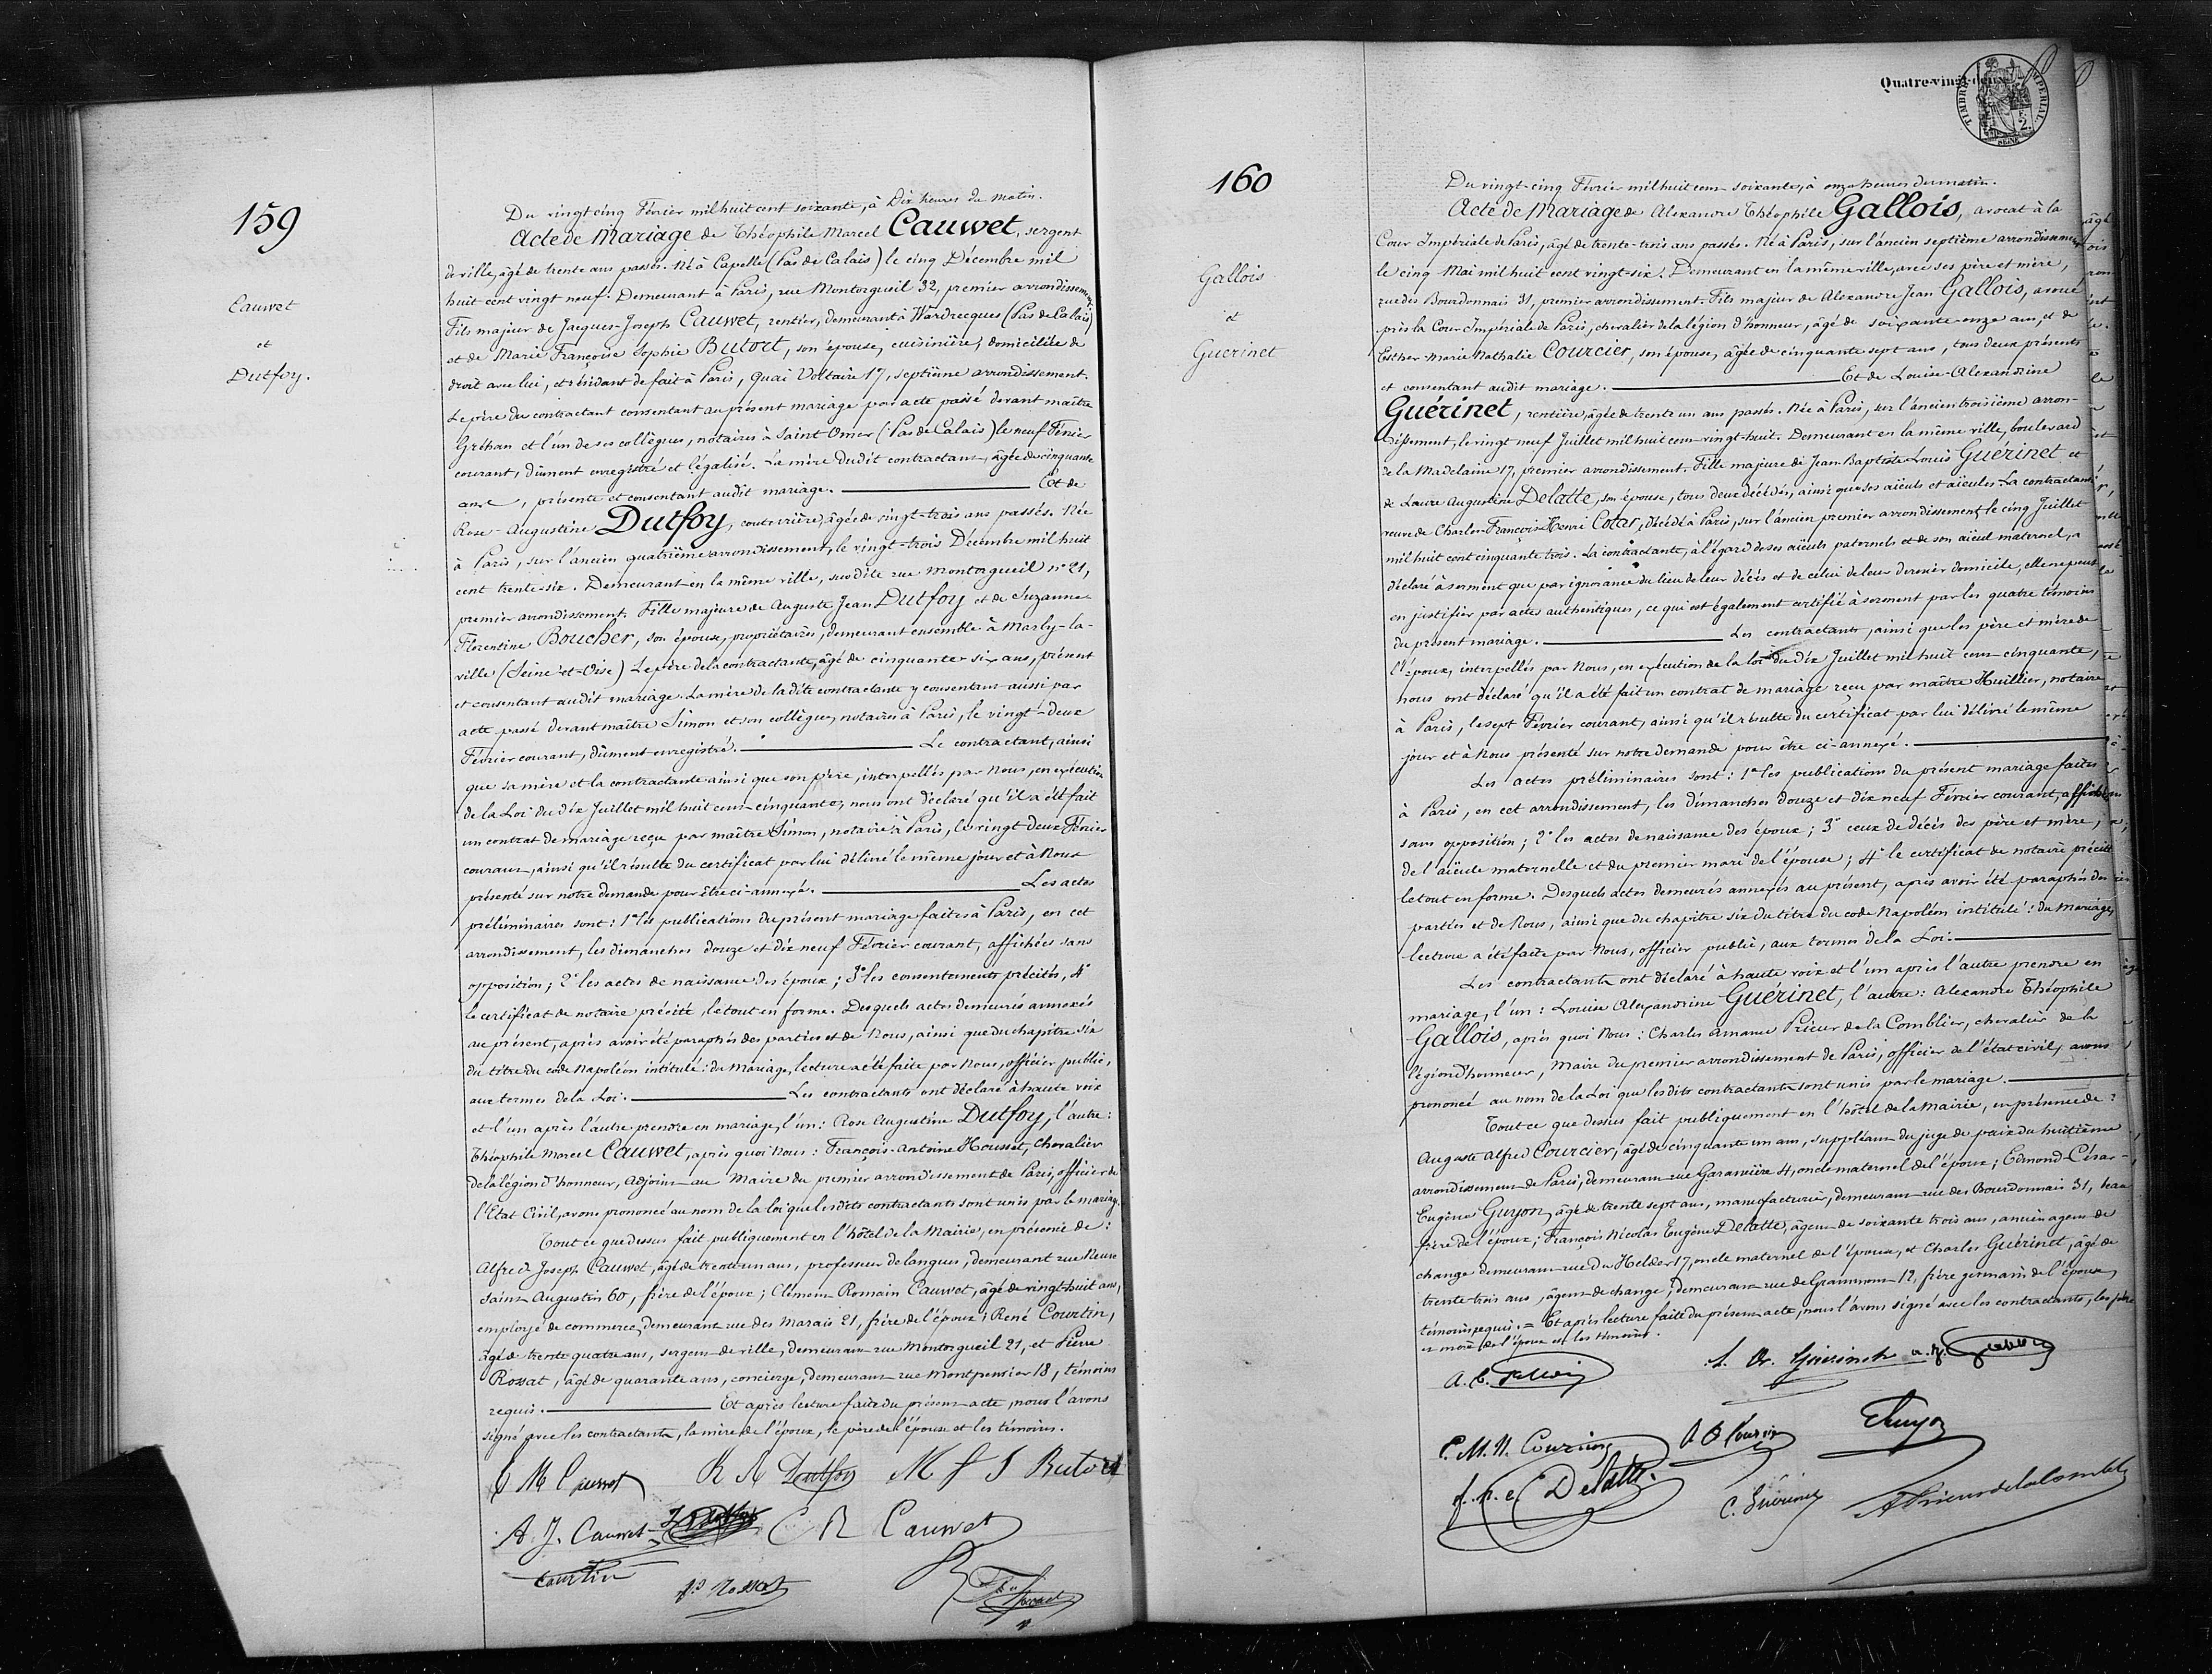 159
Cauwet
et
Dutfoy.
Du vingt cinq Février mil huit cent soixante, à Dix heures du matin.
Acte de Mariage de Théophile Marcel Cauwet, sergent
de ville, âgé de trente ans passés. Né à Capelle (Pas de Calais) le cinq Décembre mil
huit cent vingt neuf. Demeurant à Paris, rue Montorgueil 32, premier arrondissement.
Fils majeur de Jacques-Joseph Cauwet, rentier, demeurant à Wardrecques (Pas de Calais)
et de Marie Françoise Sophie Butort, son épouse, cuisinière, domiciliée de
droit avec lui, et résidant de fait à Paris, Quai Voltaire 17, septième arrondissement.
Le père du contractant consentant au présent mariage par acte passé devant maître
Gréhan et l'un de ses collègues, notaires à Saint Omer (Pas de Calais) le neuf Février
courant, dûment enregistré et légalisé. La mère dudit contractant, âgée de cinquante
ans, présente et consentant audit mariage. Et de
Rose-Augustine Dutfoy, couturière, âgée de vingt-trois ans passés. Née
à Paris, sur l'ancien quatrième arrondissement, le vingt-trois Décembre mil huit
cent trente-six. Demeurant en la même ville, susdite rue Montorgueil n° 21,
premier arrondissement. Fille majeure de Auguste Jean Dutfoy et de Suzanne
Florentine Boucher, son épouse, propriétaires, demeurant ensemble à Marly-la-
ville (Seine-et-Oise) Le père de la contractante, âgé de cinquante-six ans, présent
et consentant audit mariage. La mère de la dite contractante y consentant aussi par
acte passé devant maître Simon et son collègue, notaires à Paris, le vingt-deux
Février courant, dûment enregistré. Le contractant, ainsi
que sa mère et la contractante ainsi que son père, interpellés par Nous, en exécution
de la Loi du dix Juillet mil huit cent cinquante, nous ont déclaré qu'il a été fait
un contrat de mariage reçu par maître Simon, notaire à Paris, le vingt deux Février
courant, ainsi qu'il résulte du certificat par lui délivré le même jour et à Nous
présenté sur notre demande pour être ci-annexé. Les actes
préliminaires sont: 1° les publications du présent mariage faites à Paris, en cet
arrondissement, les dimanches douze et dix neuf Février courant, affichées sans
opposition; 2° les actes de naissance des époux; 3° les consentements précités, 4°
le certificat de notaire précité, le tout en forme. Desquels actes demeurés annexés
au présent, après avoir été paraphés des parties et de Nous, ainsi que du chapitre six
du titre du code Napoléon intitulé: du Mariage, lecture a été faite par Nous, officier public,
aux termes de la Loi. Les contractants ont déclaré à haute voix
et l'un après l'autre prendre en mariage, l'un: Rose Augustine Dutfoy, l'autre:
Théophile Marcel Cauwet, après quoi Nous: François-Antoine Housset, Chevalier
de la légion d'honneur, Adjoint au Maire du premier arrondissement de Paris, officier de
l'Etat Civil, avons prononcé au nom de la loi que les dits contractants sont unis par le mariage.
Tout ce que dessus fait publiquement en l'hôtel de la Mairie, en présence de:
Alfred Joseph Cauwet, âgé de trente un ans, professeur de langues, demeurant rue Neuve
Saint-Augustin 60, frère de l'époux; Clément Romain Cauwet, âgé de vingt-huit ans,
employé de commerce, demeurant rue des Marais 21, frère de l'époux; René Courtin,
âgé de trente quatre ans, sergent de ville, demeurant rue Montorgueil 21, et Pierre
Rossat, âgé de quarante ans, concierge, demeurant rue Montpensier 18, témoins
requis. Et après lecture faite du présent acte, nous l'avons
signé avec les contractants, la mère de l'époux, le père de l'épouse et les témoins.
T M Cauwet R A Dutfoy M f S Butort
A. J. Cauwet C R Cauwet
Courtin
P. Rossat
Quatre-vingt-deux
TIMBRE IMPERIAL
SEINE
160
Gallois
et
Guerinet
Du vingt-cinq Février mil huit cent soixante, à onze heures du matin.
Acte de Mariage de Alexandre Théophile Gallois, avocat à la
Cour Impériale de Paris, âgé de trente-trois ans passés. Né à Paris, sur l'ancien septième arrondissement
le cinq Mai mil huit cent vingt-six. Demeurant en la même ville, avec ses père et mère,
rue des Bourdonnais 31, premier arrondissement. Fils majeur de Alexandre Jean Gallois, avoué
près la Cour Impériale de Paris, chevalier de la légion d'honneur, âgé de soixante-onze ans, et de
Esther-Marie Nathalie Courcier, son épouse, âgée de cinquante sept ans, tous deux présents
et consentant audit mariage. Et de Louise-Alexandrine
Guérinet, rentière, âgée de trente un ans passés. Née à Paris, sur l'ancien troisième arron-
dissement, le vingt neuf Juillet mil huit cent vingt-huit. Demeurant en la même ville, boulevard
de la Madelaine 17, premier arrondissement. Fille majeure de Jean Baptiste Louis Guérinet et
de Laure Augustine Delatte, son épouse, tous deux décédés, ainsi que ses aïeuls et aïeules. La contractante
veuve de Charles-François-Henri Cotar, décédé à Paris, sur l'ancien premier arrondissement, le cinq Juillet
mil huit cent cinquante trois. La contractante, à l'égard de ses aïeuls paternels et de son aïeul maternel, a
déclaré à serment que par ignorance du lieu de leur décès et de celui de leur dernier domicile, elle ne peut
en justifier par actes authentiques, ce qui est également certifié à serment par les quatre témoins
du présent mariage. Les contractants, ainsi que les père et mère de
l'époux, interpellés par Nous, en exécution de la loi du dix Juillet mil huit cent cinquante,
nous ont déclaré qu'il a été fait un contrat de mariage reçu par maître Huillier, notaire
à Paris, le sept Février courant, ainsi qu'il résulte du certificat par lui délivré le même
jour et à Nous présenté sur notre demande pour être ci-annexé.
Les actes préliminaires sont: 1° les publications du présent mariage faites
à Paris, en cet arrondissement, les dimanches douze et dix neuf Février courant, affichées
sans opposition; 2° les actes de naissance des époux; 3° ceux de décès des père et mère,
de l'aïeule maternelle et du premier mari de l'épouse; 4° le certificat de notaire précité
le tout en forme. Desquels actes demeurés annexés au présent, après avoir été paraphés des
parties et de Nous, ainsi que du chapitre six du titre du code Napoléon intitulé: du Mariage,
lecture a été faite par Nous, officier public, aux termes de la Loi.
Les contractants ont déclaré à haute voix et l'un après l'autre prendre en
mariage, l'un: Louise Alexandrine Guérinet, l'autre: Alexandre Théophile
Gallois, après quoi Nous: Charles Amand Prieur de la Comblier, chevalier de la
légion d'honneur, Maire du premier arrondissement de Paris, officier de l'état civil, avons
prononcé au nom de la Loi que les dits contractants sont unis par le mariage.
Tout ce que dessus fait publiquement en l'hôtel de la Mairie, en présence de:
Auguste Alfred Courcier, âgé de cinquante un ans, suppléant du juge de paix du huitième
arrondissement de Paris, demeurant rue Garancière 4, oncle maternel de l'époux; Edmond-César-
Eugène Guyon, âgé de trente sept ans, manufacturier, demeurant rue des Bourdonnais 31, beau
frère de l'époux; François Nicolas Eugène Delatte, âgé de soixante trois ans, ancien agent de
change demeurant rue du Helder 17, oncle maternel de l'épouse, et Charles Guérinet, âgé de
trente-trois ans, agent de change, demeurant rue de Grammont 12, frère germain de l'épouse,
témoins requis. = Et après lecture faite du présent acte, nous l'avons signé avec les contractants, les père
et mère de l'époux et les témoins.
L. A. Guérinet
E. M. N. Courcier
f. n. e. Delatte C. Guérinet